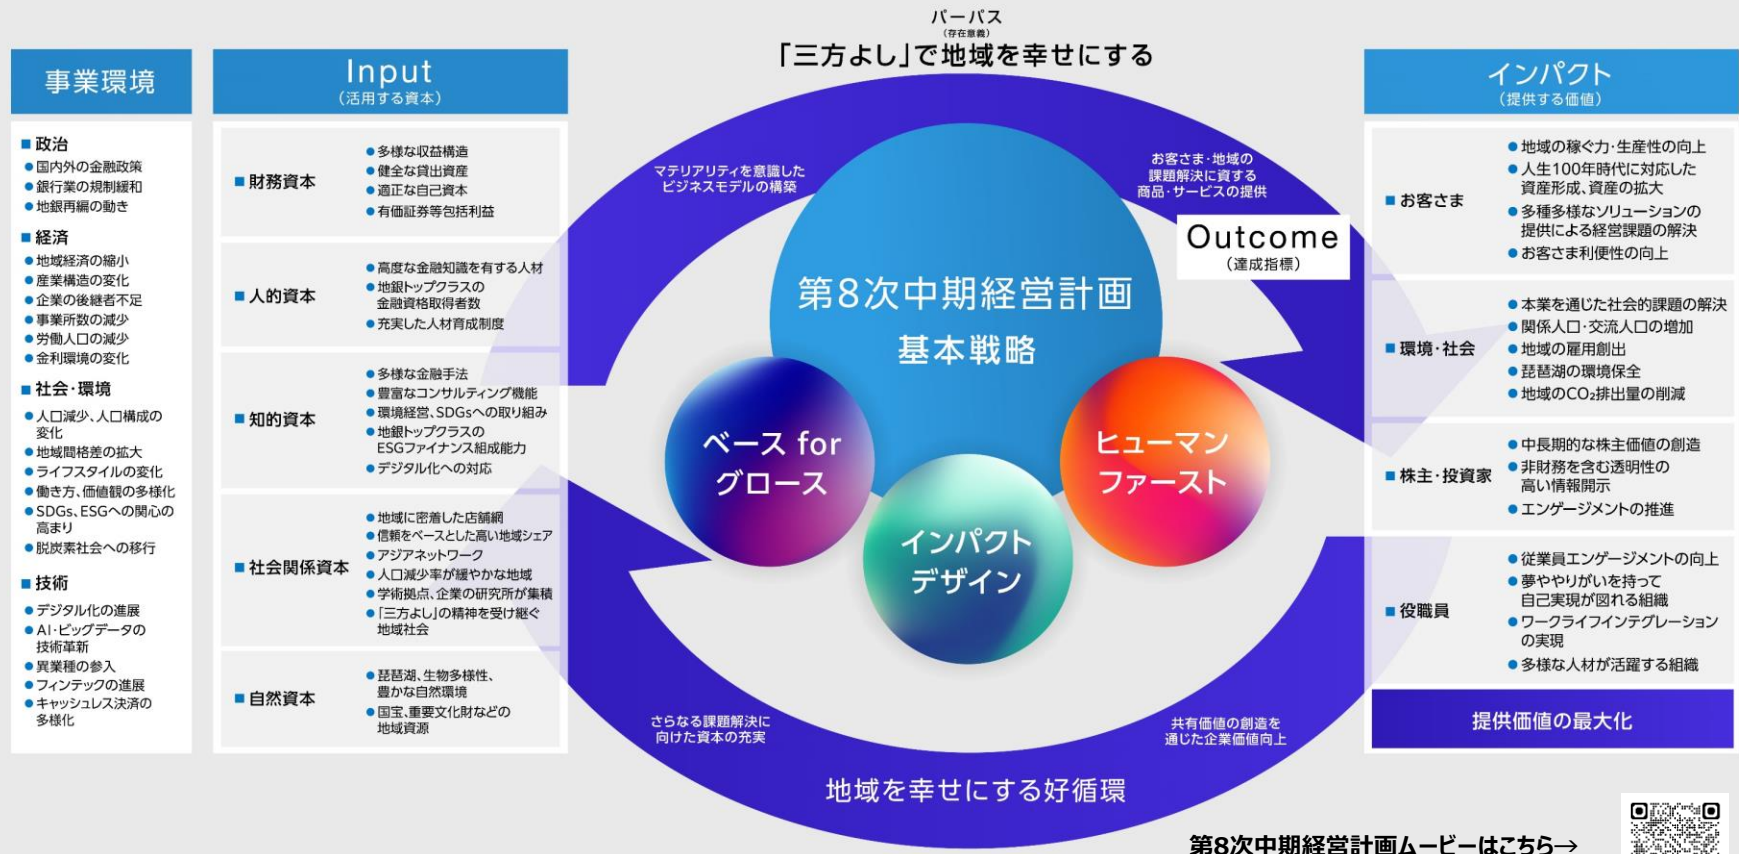 パーパス
(存在意義)
「三方よし」で地域を幸せにする
事業環境
■ 政治
●国内外の金融政策
●銀行業の規制緩和
●地銀再編の動き
■ 経済
●地域経済の縮小
●産業構造の変化
●企業の後継者不足
●事業所数の減少
●労働人口の減少
●金利環境の変化
■ 社会・環境
●人口減少、人口構成の
変化
●地域間格差の拡大
●ライフスタイルの変化
●働き方、価値観の多様化
●SDGs、ESGへの関心の
高まり
●脱炭素社会への移行
■ 技術
●デジタル化の進展
●AI・ビッグデータの
技術革新
●異業種の参入
●フィンテックの進展
●キャッシュレス決済の
多様化
Input
(活用する資本)
■ 財務資本
●多様な収益構造
●健全な貸出資産
●適正な自己資本
●有価証券等包括利益
■ 人的資本
●高度な金融知識を有する人材
●地銀トップクラスの
金融資格取得者数
●充実した人材育成制度
■ 知的資本
●多様な金融手法
●豊富なコンサルティング機能
●環境経営、SDGsへの取り組み
●地銀トップクラスの
ESGファイナンス組成能力
●デジタル化への対応
■ 社会関係資本
●地域に密着した店舗網
●信頼をベースとした高い地域シェア
●アジアネットワーク
●人口減少率が緩やかな地域
●学術拠点、企業の研究所が集積
●「三方よし」の精神を受け継ぐ
地域社会
■ 自然資本
●琵琶湖、生物多様性、
豊かな自然環境
●国宝、重要文化財などの
地域資源
マテリアリティを意識した
ビジネスモデルの構築
お客さま・地域の
課題解決に資する
商品・サービスの提供
Outcome
(達成指標)
第8次中期経営計画
基本戦略
ベース for
グロース
インパクト
デザイン
ヒューマン
ファースト
さらなる課題解決に
向けた資本の充実
共有価値の創造を
通じた企業価値向上
地域を幸せにする好循環
インパクト
(提供する価値)
■ お客さま
●地域の稼ぐ力・生産性の向上
●人生100年時代に対応した
資産形成、資産の拡大
●多種多様なソリューションの
提供による経営課題の解決
●お客さま利便性の向上
■ 環境・社会
●本業を通じた社会的課題の解決
●関係人口・交流人口の増加
●地域の雇用創出
●琵琶湖の環境保全
●地域のCO₂排出量の削減
■ 株主・投資家
●中長期的な株主価値の創造
●非財務を含む透明性の
高い情報開示
●エンゲージメントの推進
■ 役職員
●従業員エンゲージメントの向上
●夢ややりがいを持って
自己実現が図れる組織
●ワークライフインテグレーション
の実現
●多様な人材が活躍する組織
提供価値の最大化
第8次中期経営計画ムービーはこちら→